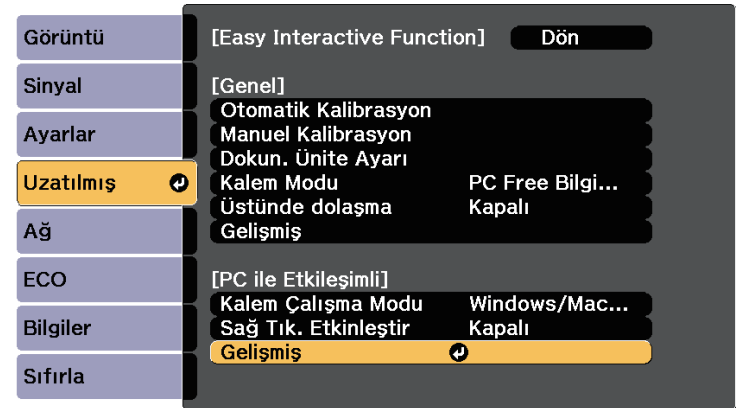 Görüntü
Sinyal
Ayarlar
Uzatılmış
Ağ
ECO
Bilgiler
Sıfırla
[Easy Interactive Function] Dön
[Genel]
Otomatik Kalibrasyon
Manuel Kalibrasyon
Dokun. Ünite Ayarı
Kalem Modu PC Free Bilgi...
Üstünde dolaşma Kapalı
Gelişmiş
[PC ile Etkileşimli]
Kalem Çalışma Modu Windows/Mac...
Sağ Tık. Etkinleştir Kapalı
Gelişmiş